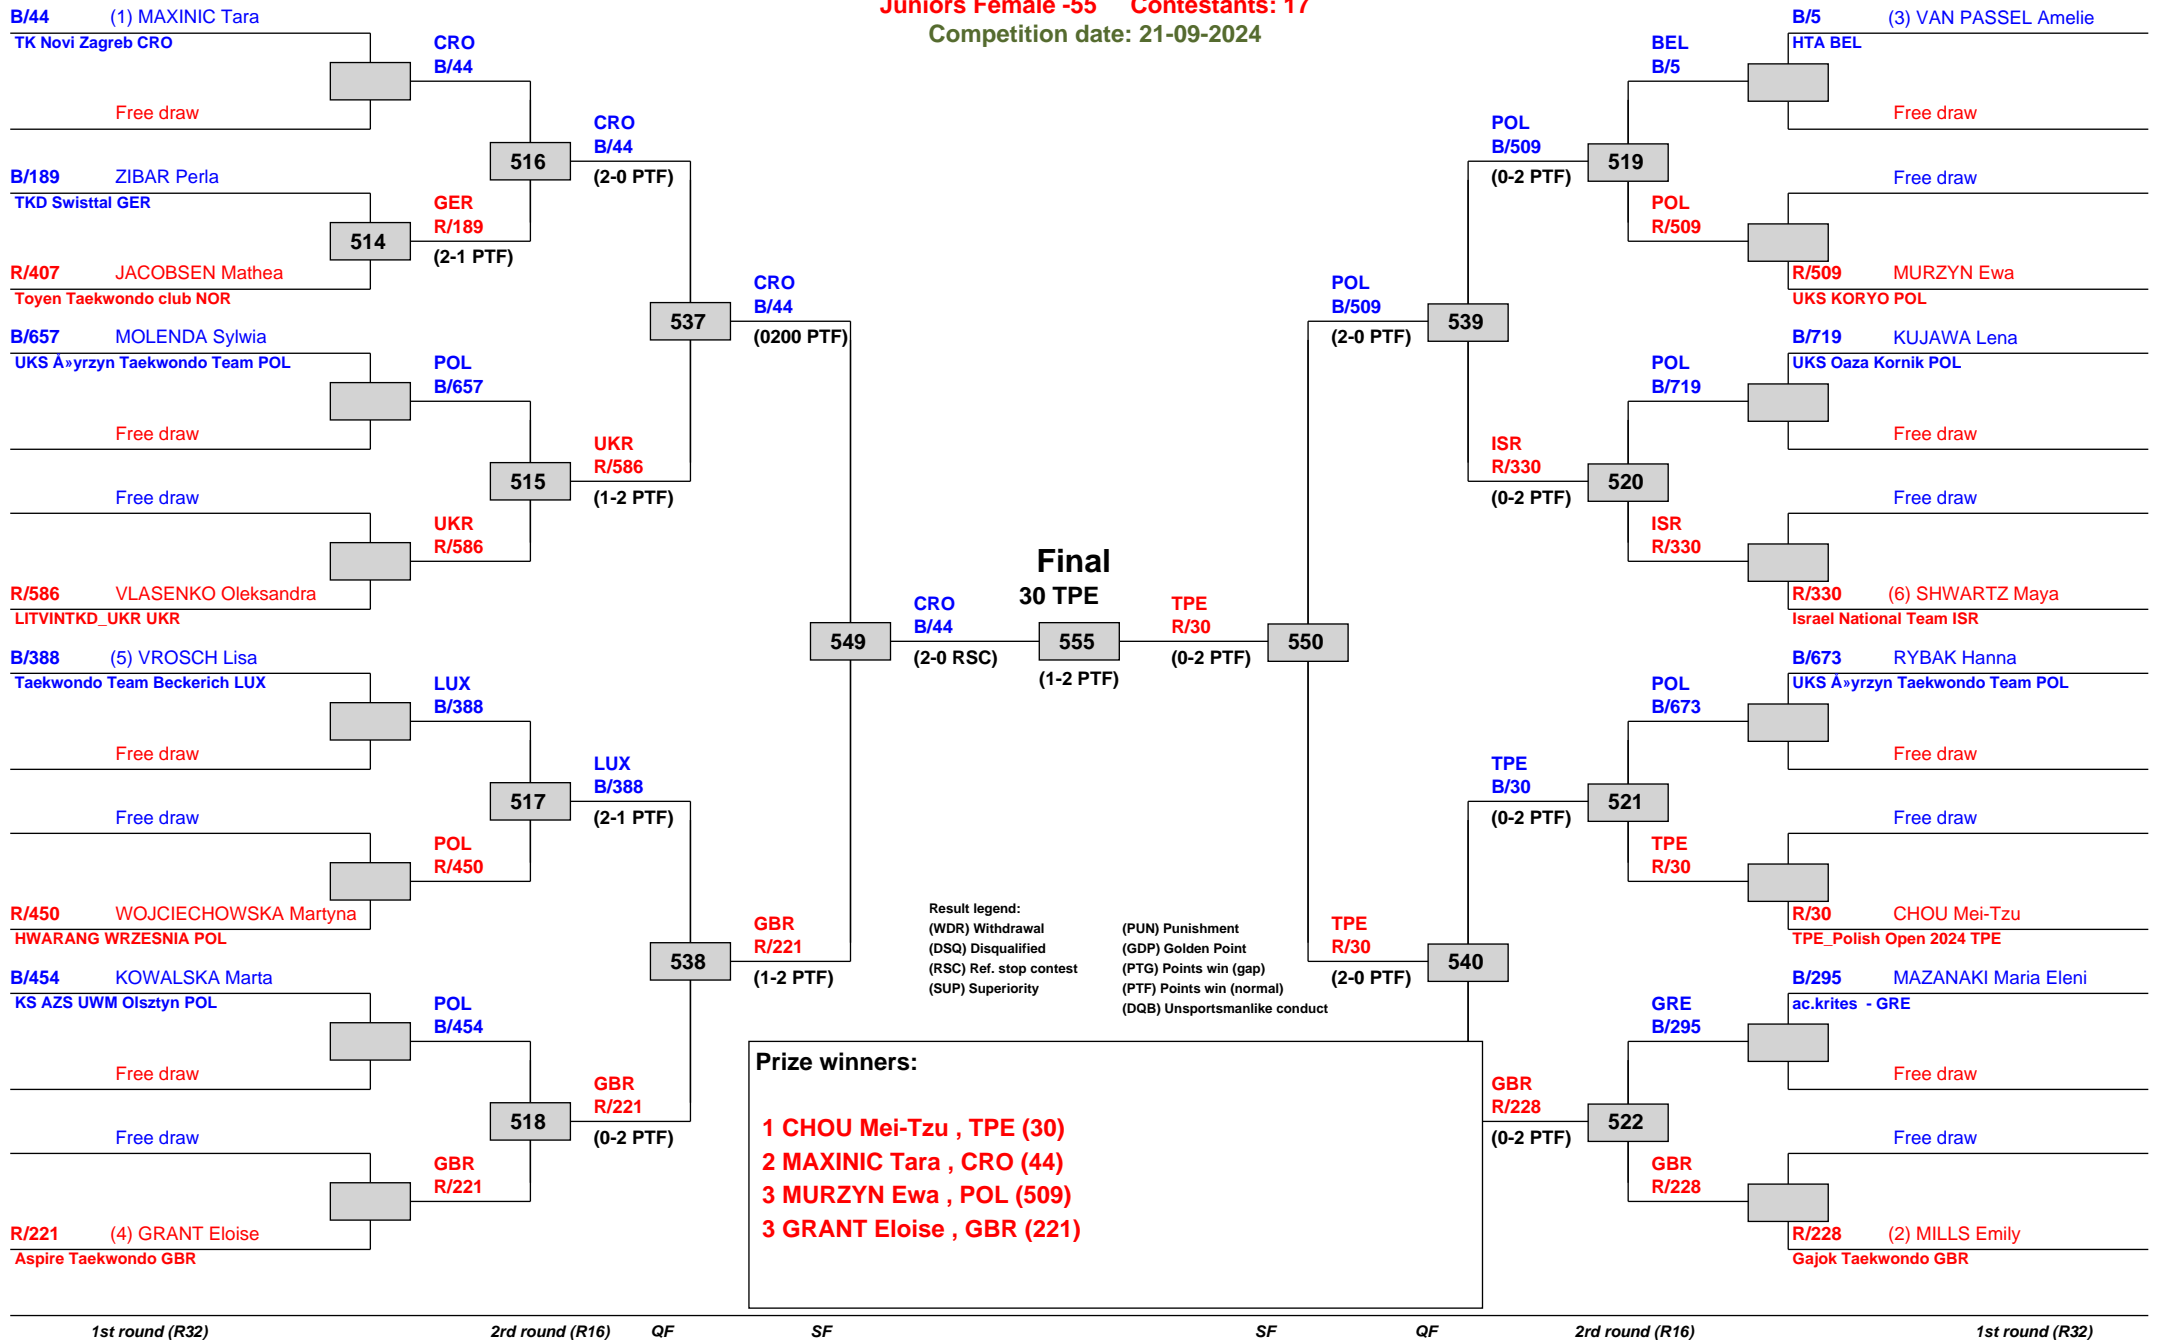 Juniors Female -55 Contestants: 17
Competition date: 21-09-2024
B/44 (1) MAXINIC Tara
TK Novi Zagreb CRO
Free draw
B/189 ZIBAR Perla
TKD Swisttal GER
R/407 JACOBSEN Mathea
Toyen Taekwondo club NOR
B/657 MOLENDA Sylwia
UKS Å»yrzyn Taekwondo Team POL
Free draw
Free draw
R/586 VLASENKO Oleksandra
LITVINTKD_UKR UKR
B/388 (5) VROSCH Lisa
Taekwondo Team Beckerich LUX
Free draw
Free draw
R/450 WOJCIECHOWSKA Martyna
HWARANG WRZESNIA POL
B/454 KOWALSKA Marta
KS AZS UWM Olsztyn POL
Free draw
Free draw
R/221 (4) GRANT Eloise
Aspire Taekwondo GBR
CRO
B/44
514
GER
R/189
(2-1 PTF)
POL
B/657
UKR
R/586
LUX
B/388
POL
R/450
POL
B/454
GBR
R/221
516
CRO
B/44
(2-0 PTF)
515
UKR
R/586
(1-2 PTF)
517
LUX
B/388
(2-1 PTF)
518
GBR
R/221
(0-2 PTF)
537
CRO
B/44
(0200 PTF)
538
GBR
R/221
(1-2 PTF)
549
CRO
B/44
(2-0 RSC)
Final
30 TPE
555
(1-2 PTF)
TPE
R/30
(0-2 PTF)
550
POL
B/509
(2-0 PTF)
539
TPE
R/30
(2-0 PTF)
540
POL
B/509
(0-2 PTF)
519
ISR
R/330
(0-2 PTF)
520
TPE
B/30
(0-2 PTF)
521
GBR
R/228
(0-2 PTF)
522
BEL
B/5
POL
R/509
POL
B/719
ISR
R/330
POL
B/673
TPE
R/30
GRE
B/295
GBR
R/228
B/5 (3) VAN PASSEL Amelie
HTA BEL
Free draw
Free draw
R/509 MURZYN Ewa
UKS KORYO POL
B/719 KUJAWA Lena
UKS Oaza Kornik POL
Free draw
Free draw
R/330 (6) SHWARTZ Maya
Israel National Team ISR
B/673 RYBAK Hanna
UKS Å»yrzyn Taekwondo Team POL
Free draw
Free draw
R/30 CHOU Mei-Tzu
TPE_Polish Open 2024 TPE
B/295 MAZANAKI Maria Eleni
ac.krites - GRE
Free draw
Free draw
R/228 (2) MILLS Emily
Gajok Taekwondo GBR
Result legend:
(WDR) Withdrawal (PUN) Punishment
(DSQ) Disqualified (GDP) Golden Point
(RSC) Ref. stop contest (PTG) Points win (gap)
(SUP) Superiority (PTF) Points win (normal)
(DQB) Unsportsmanlike conduct
Prize winners:
1 CHOU Mei-Tzu , TPE (30)
2 MAXINIC Tara , CRO (44)
3 MURZYN Ewa , POL (509)
3 GRANT Eloise , GBR (221)
1st round (R32) 2rd round (R16) QF SF SF QF 2rd round (R16) 1st round (R32)